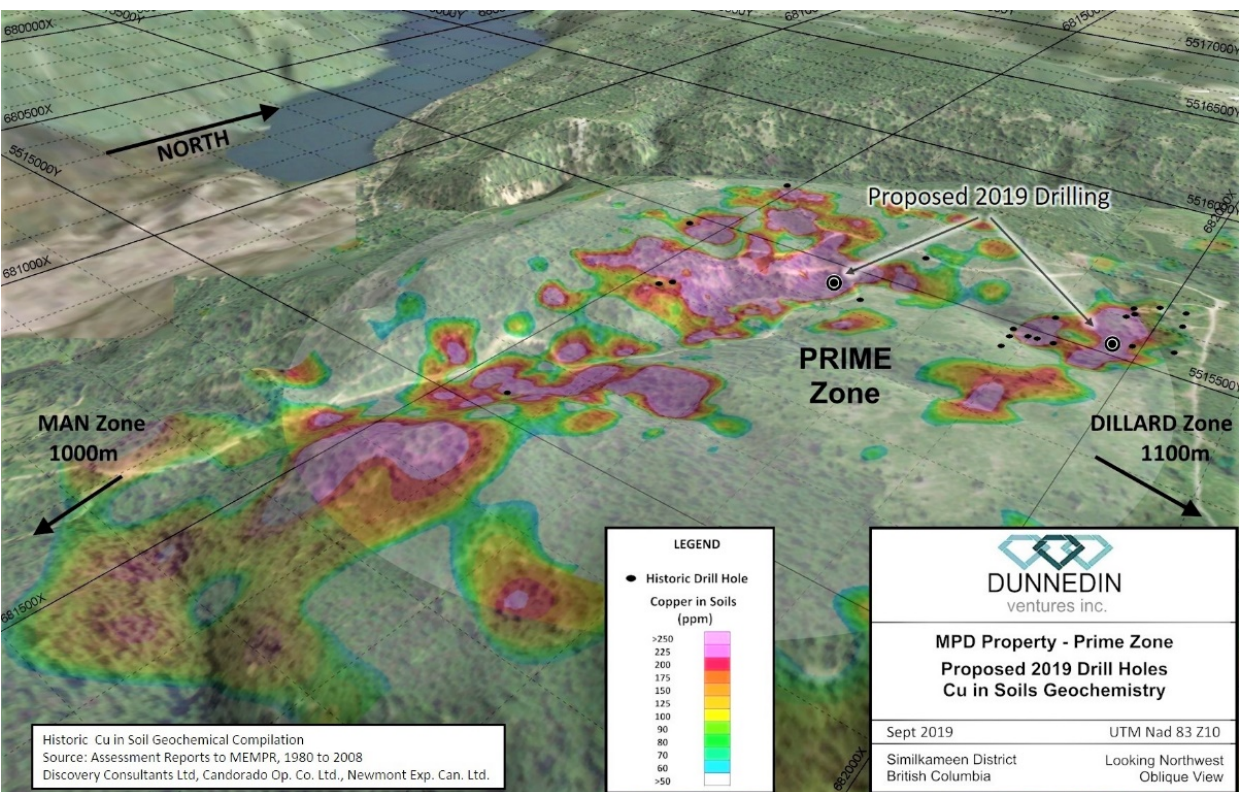 680000X
680500X
5515000Y
681000X
681500X
5517000Y
5516500Y
5516000Y
682000X
5515500Y
682000X
NORTH
Proposed 2019 Drilling
PRIME
Zone
MAN Zone
1000m
DILLARD Zone
1100m
LEGEND
Historic Drill Hole
Copper in Soils
(ppm)
>250
225
200
175
150
125
100
90
80
70
60
>50
DUNNEDIN
ventures inc.
MPD Property - Prime Zone
Proposed 2019 Drill Holes
Cu in Soils Geochemistry
Sept 2019 UTM Nad 83 Z10
Similkameen District Looking Northwest
British Columbia Oblique View
Historic Cu in Soil Geochemical Compilation
Source: Assessment Reports to MEMPR, 1980 to 2008
Discovery Consultants Ltd, Candorado Op. Co. Ltd., Newmont Exp. Can. Ltd.